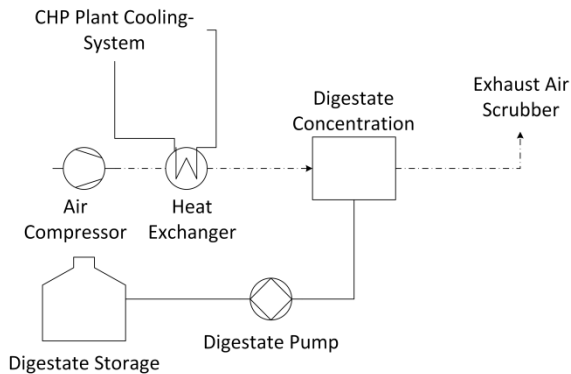 CHP Plant Cooling-
System
Exhaust Air
Scrubber
Digestate
Concentration
Air
Compressor
Heat
Exchanger
Digestate Pump
Digestate Storage